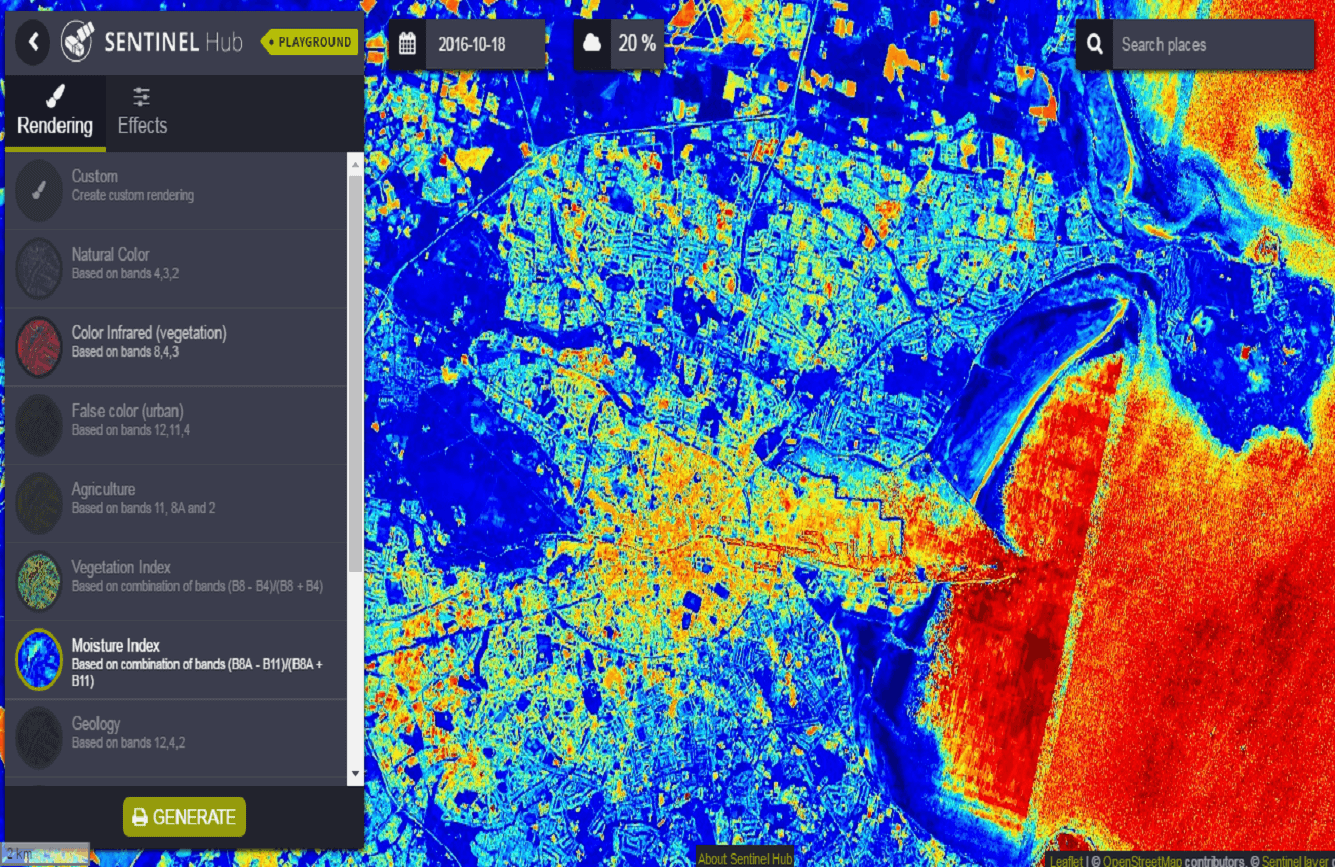 SENTINEL Hub
PLAYGROUND
2016-10-18
20 %
Search places
Rendering
Effects
Custom
Create custom rendering
Natural Color
Based on bands 4,3,2
Color Infrared (vegetation)
Based on bands 8,4,3
False color (urban)
Based on bands 12,11,4
Agriculture
Based on bands 11, 8A and 2
Vegetation Index
Based on combination of bands (B8 - B4)/(B8 + B4)
Moisture Index
Based on combination of bands (B8A - B11)/(B8A +
B11)
Geology
Based on bands 12,4,2
GENERATE
2 km
About Sentinel Hub
Leaflet | © OpenStreetMap contributors, © Sentinel layers